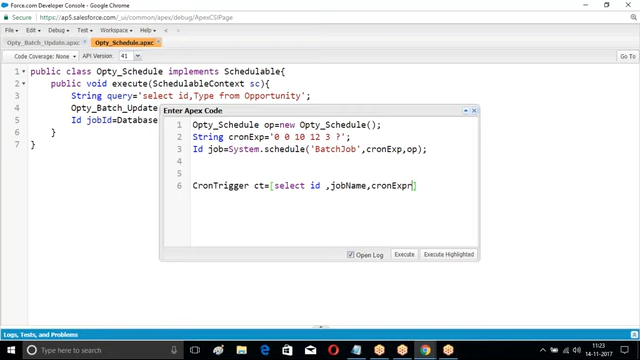 Force.com Developer Console - Google Chrome
Secure
https://ap5.salesforce.com/_ui/common/apex/debug/ApexCSIPage
File
Edit
Debug
Test
Workspace
Help
<
>
Opty_Batch_Update.apxc
Opty_Schedule.apxc
Code Coverage: None
API Version:
41
Go To
1 public class Opty_Schedule implements Schedulable{
2 public void execute(SchedulableContext sc){
3 String query='select id,Type from Opportunity';
4 Opty_Batch_Update
5 Id jobId=Database
6 }
7 }
Enter Apex Code
1 Opty_Schedule op=new Opty_Schedule();
2 String cronExp='0 0 10 12 3 ?';
3 Id job=System.schedule('BatchJob',cronExp,op);
4
5
6 CronTrigger ct=[select id ,jobName,cronExpr]
Open Log
Execute
Execute Highlighted
Logs, Tests, and Problems
Type here to search
11:23
14-11-2017